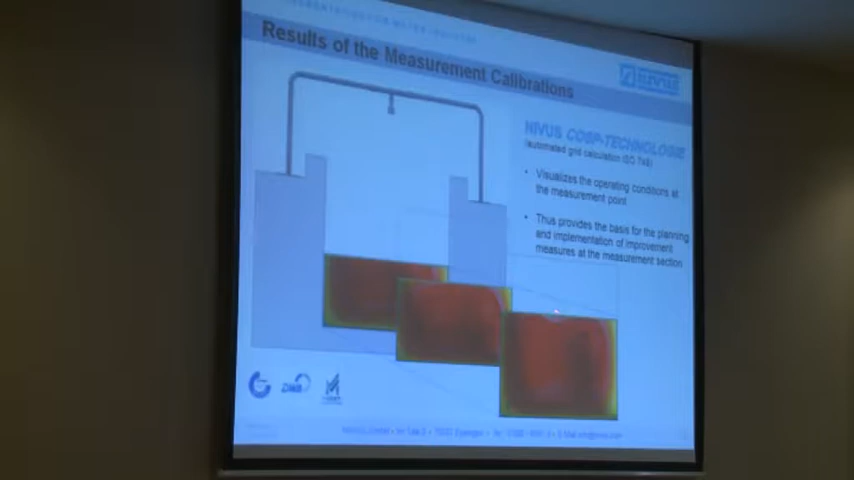 Results of the Measurement Calibrations
NIVUS
NIVUS COSP-TECHNOLOGIE
(automated grid calculation ISO 748)
• Visualizes the operating conditions at
the measurement point
• Thus provides the basis for the planning
and implementation of improvement
measures at the measurement section